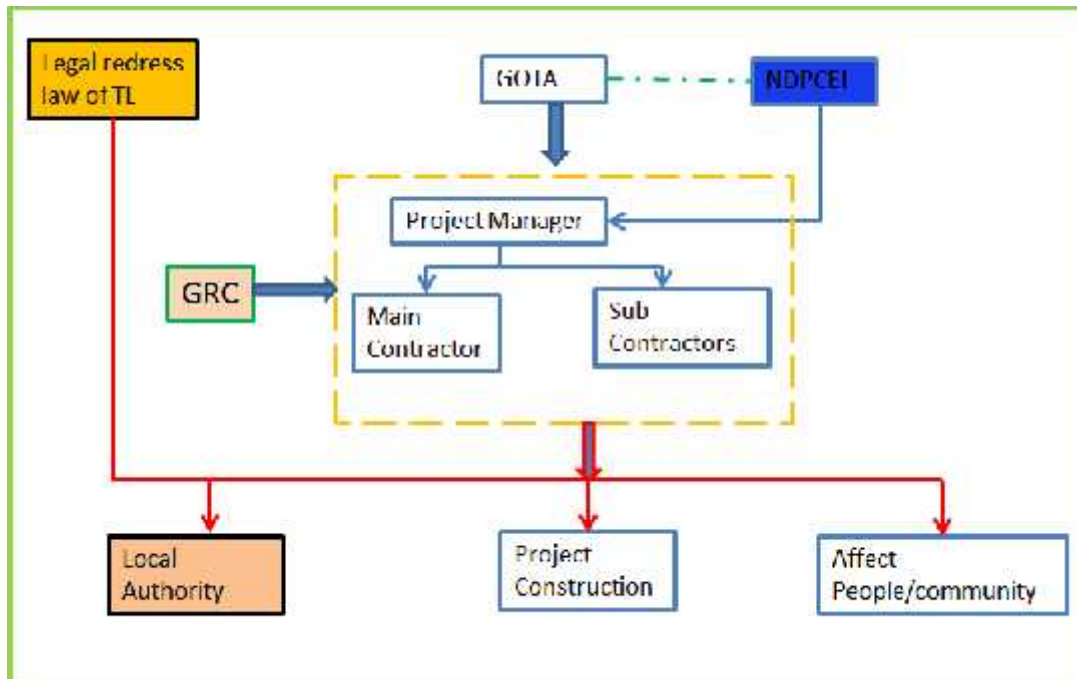 Legal redress
law of TL
GOTA
NDPCEI
Project Manager
GRC
Main
Contractor
Sub
Contractors
Local
Authority
Project
Construction
Affect
People/community